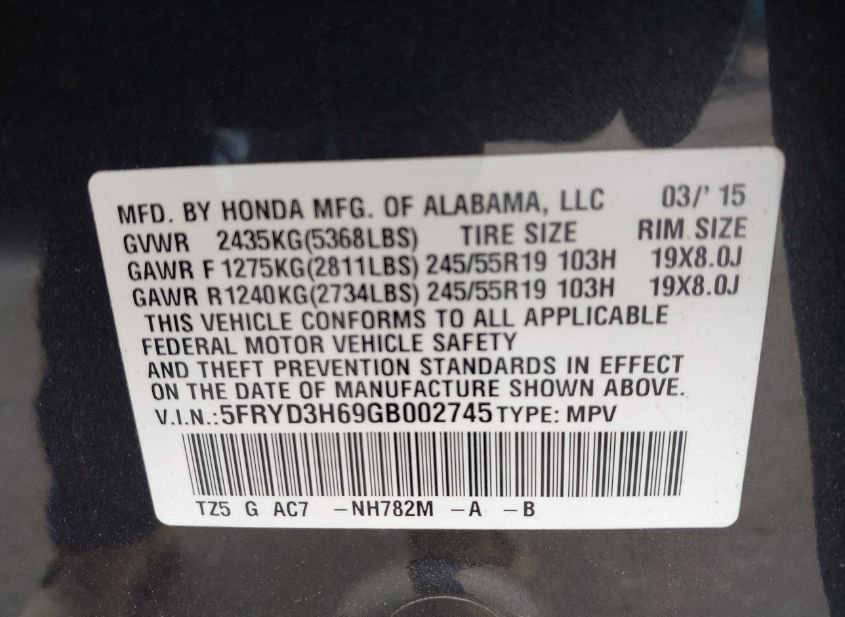 MFD. BY HONDA MFG. OF ALABAMA, LLC 03/' 15
GVWR 2435KG(5368LBS) TIRE SIZE RIM SIZE
GAWR F 1275KG(2811LBS) 245/55R19 103H 19X8.0J
GAWR R1240KG(2734LBS) 245/55R19 103H 19X8.0J
THIS VEHICLE CONFORMS TO ALL APPLICABLE
FEDERAL MOTOR VEHICLE SAFETY
AND THEFT PREVENTION STANDARDS IN EFFECT
ON THE DATE OF MANUFACTURE SHOWN ABOVE.
V.I.N.:5FRYD3H69GB002745 TYPE: MPV
TZ5 G AC7 -NH782M -A -B